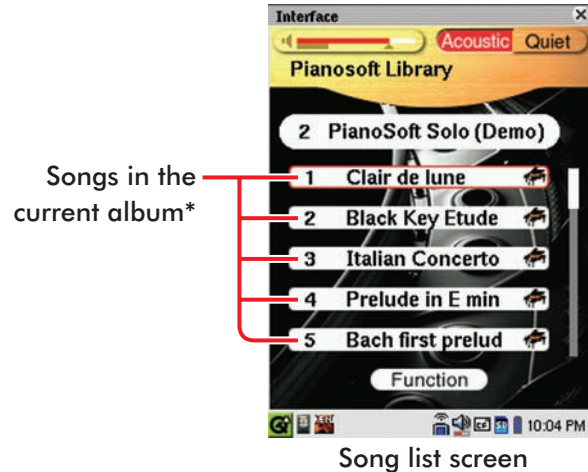 Interface
Acoustic Quiet
Pianosoft Library
2 PianoSoft Solo (Demo)
Songs in the
current album*
1 Clair de lune
2 Black Key Etude
3 Italian Concerto
4 Prelude in E min
5 Bach first prelud
Function
10:04 PM
Song list screen